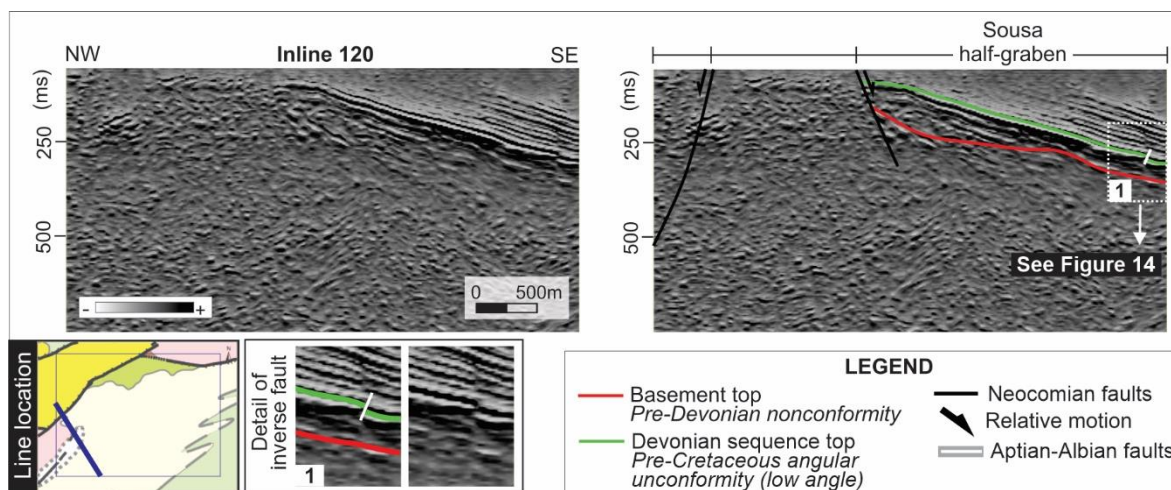 NW
Inline 120
SE
(ms)
250
500
- +
0 500m
Sousa
half-graben
(ms)
250
500
1
See Figure 14
Line location
N
Detail of
inverse fault
1
LEGEND
Basement top
Pre-Devonian nonconformity
Devonian sequence top
Pre-Cretaceous angular
unconformity (low angle)
Neocomian faults
Relative motion
Aptian-Albian faults